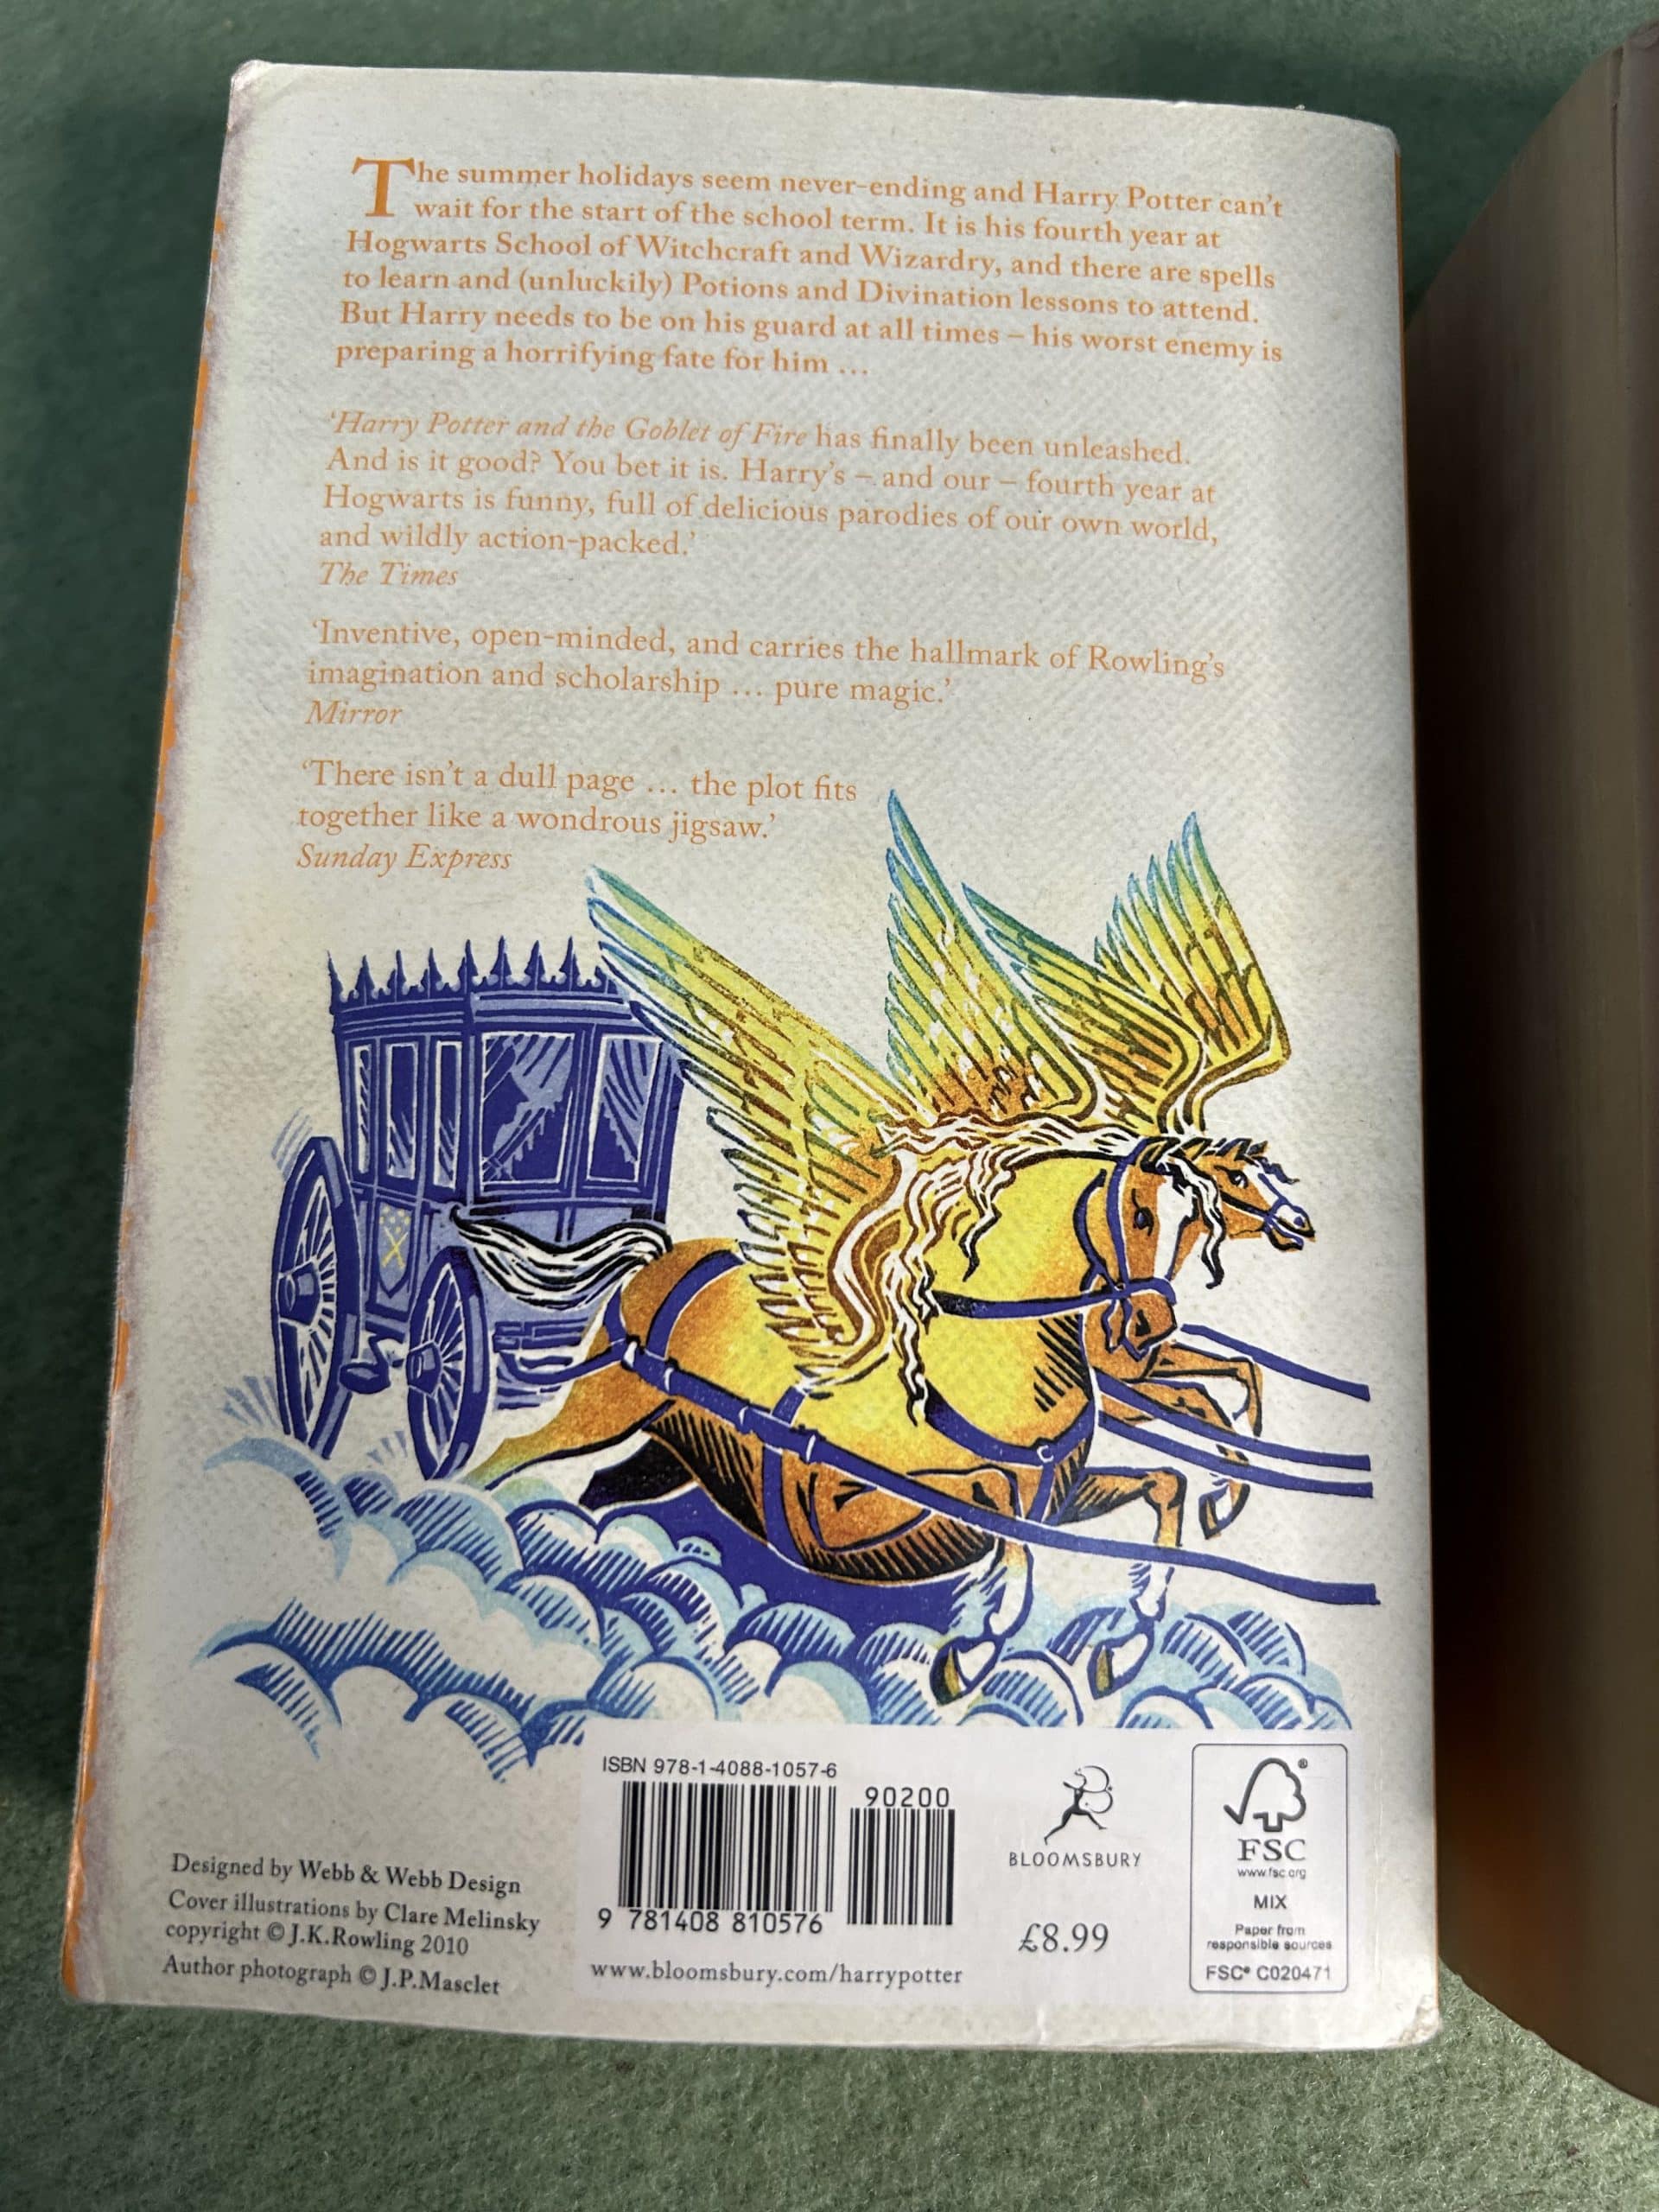 The summer holidays seem never-ending and Harry Potter can't
wait for the start of the school term. It is his fourth year at
Hogwarts School of Witchcraft and Wizardry, and there are spells
to learn and (unluckily) Potions and Divination lessons to attend.
But Harry needs to be on his guard at all times – his worst enemy is
preparing a horrifying fate for him …
'Harry Potter and the Goblet of Fire has finally been unleashed.
And is it good? You bet it is. Harry's – and our – fourth year at
Hogwarts is funny, full of delicious parodies of our own world,
and wildly action-packed.'
The Times
'Inventive, open-minded, and carries the hallmark of Rowling's
imagination and scholarship … pure magic.'
Mirror
'There isn't a dull page … the plot fits
together like a wondrous jigsaw.'
Sunday Express
Designed by Webb & Webb Design
Cover illustrations by Clare Melinsky
copyright © J.K.Rowling 2010
Author photograph © J.P.Masclet
ISBN 978-1-4088-1057-6
90200
9 781408 810576
www.bloomsbury.com/harrypotter
BLOOMSBURY
£8.99
®
FSC
www.fsc.org
MIX
Paper from
responsible sources
FSC® C020471